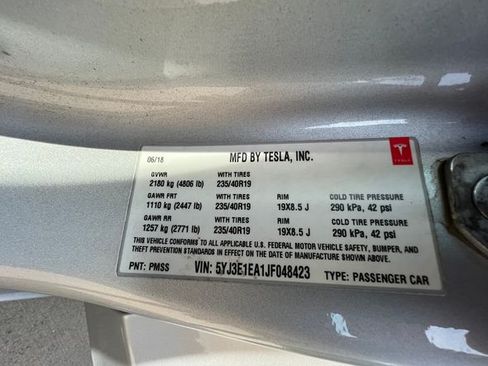 06/18 MFD BY TESLA, INC. TESLA
GVWR WITH TIRES
2180 kg (4806 lb) 235/40R19
GAWR FRT WITH TIRES RIM COLD TIRE PRESSURE
1110 kg (2447 lb) 235/40R19 19X8.5 J 290 kPa, 42 psi
GAWR RR WITH TIRES RIM COLD TIRE PRESSURE
1257 kg (2771 lb) 235/40R19 19X8.5 J 290 kPa, 42 psi
THIS VEHICLE CONFORMS TO ALL APPLICABLE U.S. FEDERAL MOTOR VEHICLE SAFETY, BUMPER, AND
THEFT PREVENTION STANDARDS IN EFFECT ON THE DATE OF MANUFACTURE SHOWN ABOVE.
PNT: PMSS VIN: 5YJ3E1EA1JF048423 TYPE: PASSENGER CAR